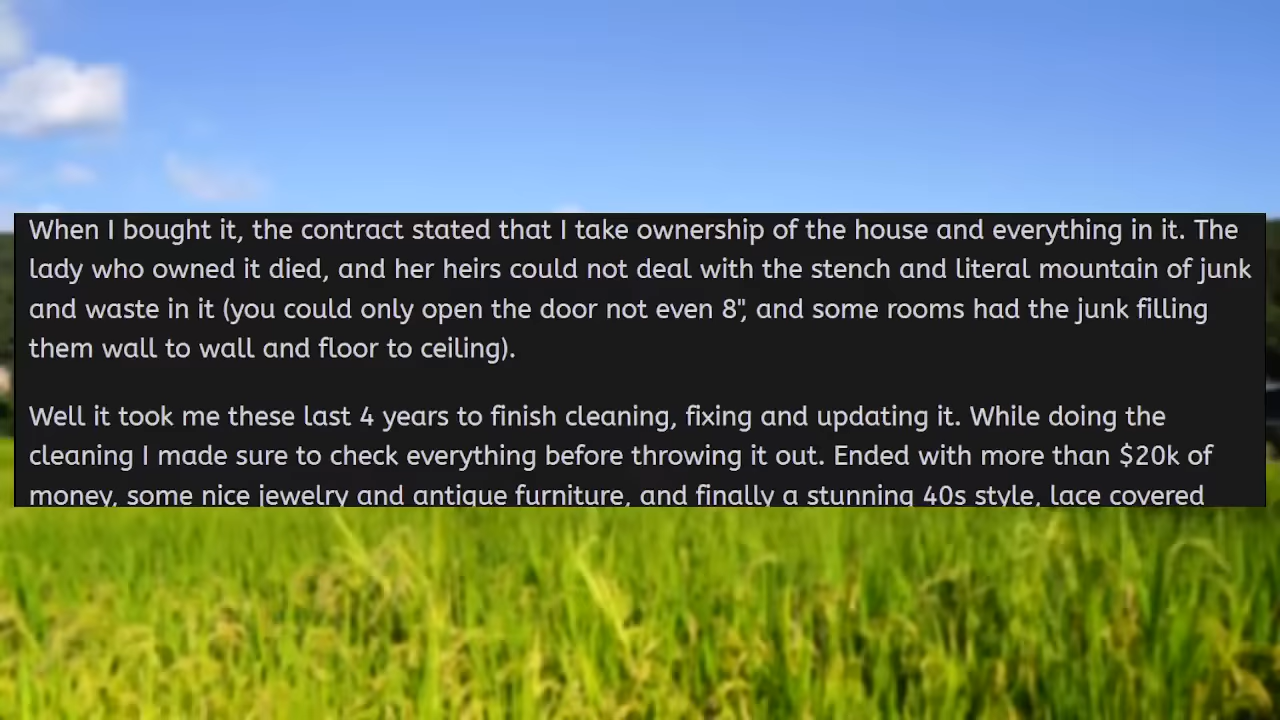 When I bought it, the contract stated that I take ownership of the house and everything in it. The
lady who owned it died, and her heirs could not deal with the stench and literal mountain of junk
and waste in it (you could only open the door not even 8", and some rooms had the junk filling
them wall to wall and floor to ceiling).
Well it took me these last 4 years to finish cleaning, fixing and updating it. While doing the
cleaning I made sure to check everything before throwing it out. Ended with more than $20k of
money, some nice jewelry and antique furniture, and finally a stunning 40s style, lace covered